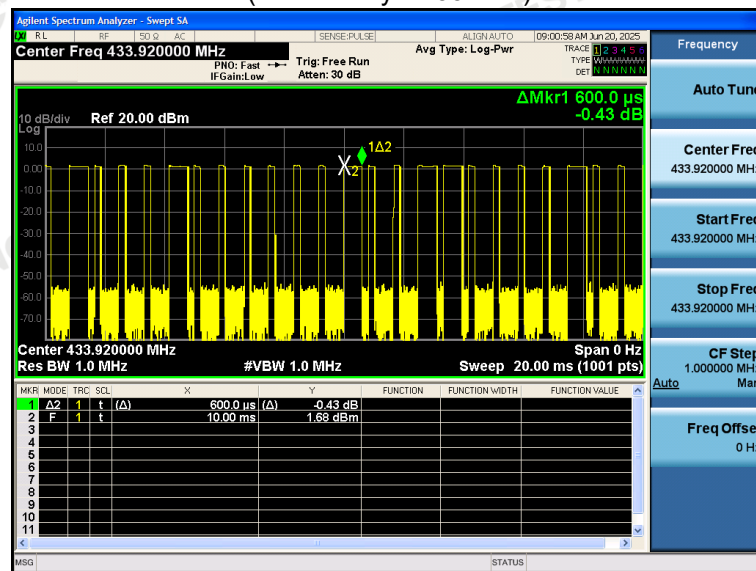 Agilent Spectrum Analyzer - Swept SA
LXI RL RF 50 Ω AC SENSE:PULSE ALIGN AUTO 09:00:58 AM Jun 20, 2025
Center Freq 433.920000 MHz
PNO: Fast
IFGain:Low
Trig: Free Run
Atten: 30 dB
Avg Type: Log-Pwr
TRACE 1 2 3 4 5 6
TYPE
DET N N N N N N
ΔMkr1 600.0 µs
-0.43 dB
10 dB/div Ref 20.00 dBm
Log
10.0
0.00
-10.0
-20.0
-30.0
-40.0
-50.0
-60.0
-70.0
1Δ2
X2
Center 433.920000 MHz Span 0 Hz
Res BW 1.0 MHz #VBW 1.0 MHz Sweep 20.00 ms (1001 pts)
MKR MODE TRC SCL X Y FUNCTION FUNCTION WIDTH FUNCTION VALUE
1 Δ2 1 t (Δ) 600.0 µs (Δ) -0.43 dB
2 F 1 t 10.00 ms 1.68 dBm
3
4
5
6
7
8
9
10
11
MSG STATUS
Frequency
Auto Tune
Center Freq
433.920000 MHz
Start Freq
433.920000 MHz
Stop Freq
433.920000 MHz
CF Step
1.000000 MHz
Auto Man
Freq Offset
0 Hz